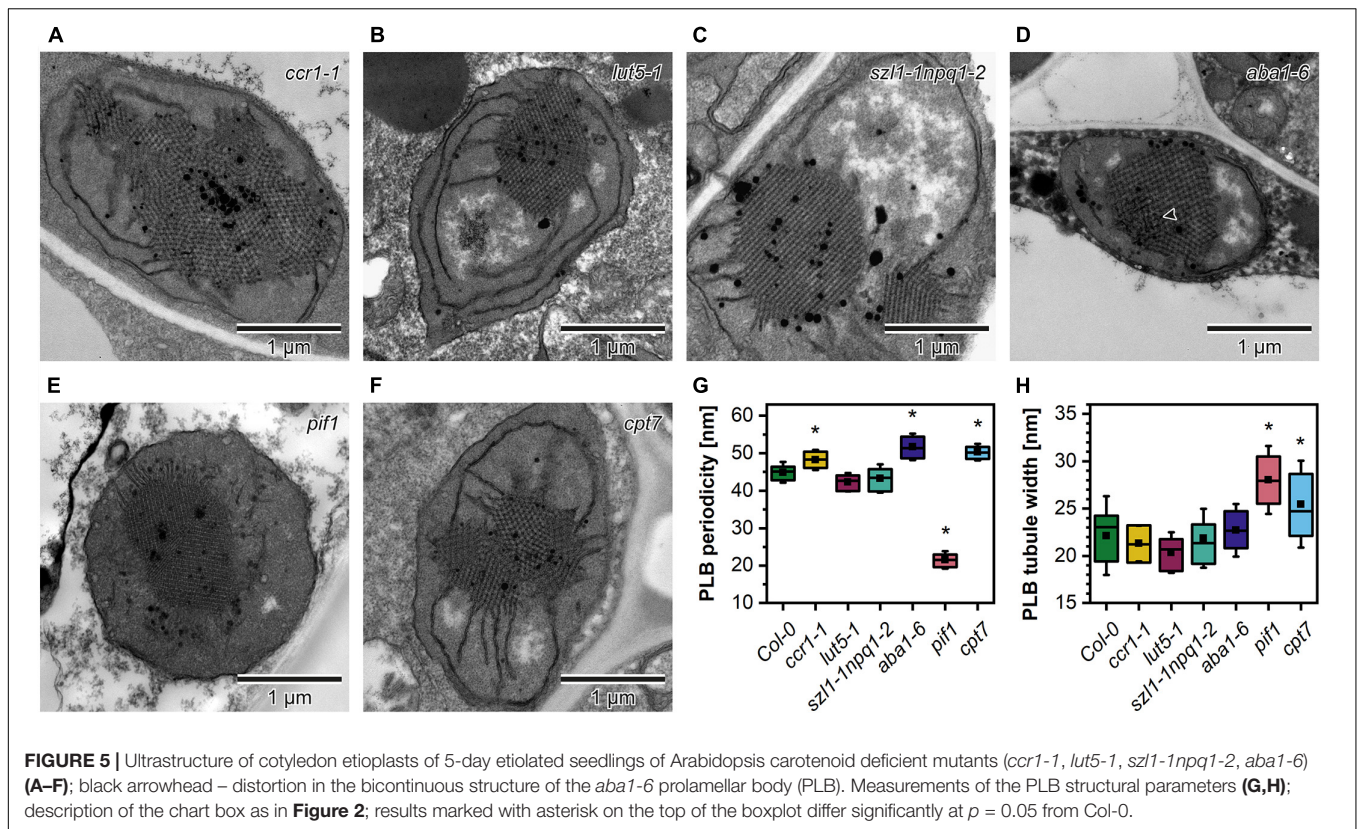 A
B
C
D
ccr1-1
lut5-1
szl1-1npq1-2
aba1-6
1 µm
1 µm
1 µm
1 µm
E
F
G
H
pif1
cpt7
1 µm
1 µm
PLB periodicity [nm]
60
50
40
30
20
10
* * * *
Col-0
ccr1-1
lut5-1
szl1-1npq1-2
aba1-6
pif1
cpt7
PLB tubule width [nm]
35
30
25
20
15
* *
Col-0
ccr1-1
lut5-1
szl1-1npq1-2
aba1-6
pif1
cpt7
FIGURE 5 | Ultrastructure of cotyledon etioplasts of 5-day etiolated seedlings of Arabidopsis carotenoid deficient mutants (ccr1-1, lut5-1, szl1-1npq1-2, aba1-6)
(A–F); black arrowhead – distortion in the bicontinuous structure of the aba1-6 prolamellar body (PLB). Measurements of the PLB structural parameters (G,H);
description of the chart box as in Figure 2; results marked with asterisk on the top of the boxplot differ significantly at p = 0.05 from Col-0.